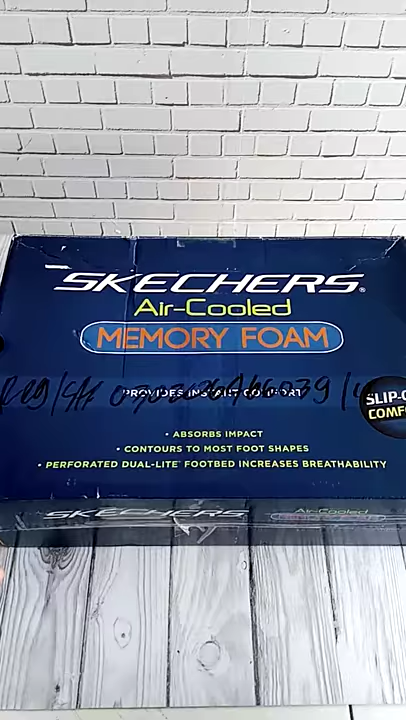 SKECHERS®
Air-Cooled
MEMORY FOAM
PROVIDES INSTANT COMFORT
SLIP-
COMF
• ABSORBS IMPACT
• CONTOURS TO MOST FOOT SHAPES
• PERFORATED DUAL-LITE™ FOOTBED INCREASES BREATHABILITY
SKECHERS
Air-Cooled